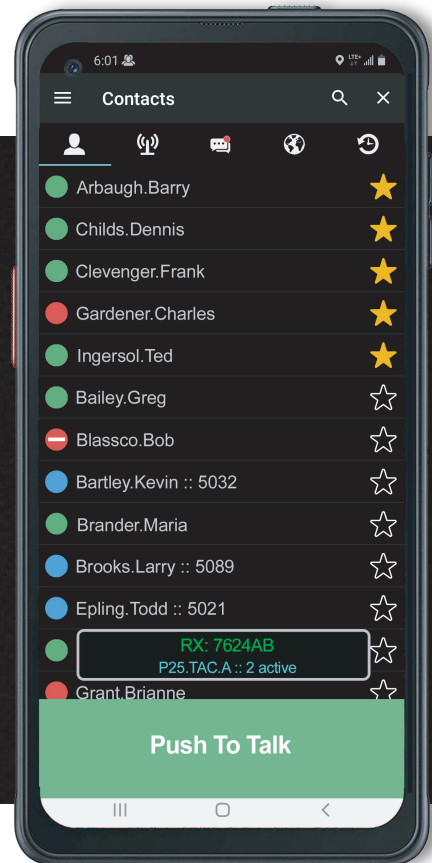 6:01
LTE+
Contacts
Arbaugh.Barry
Childs.Dennis
Clevenger.Frank
Gardener.Charles
Ingersol.Ted
Bailey.Greg
Blassco.Bob
Bartley.Kevin :: 5032
Brander.Maria
Brooks.Larry :: 5089
Epling.Todd :: 5021
RX: 7624AB
P25.TAC.A :: 2 active
Grant.Brianne
Push To Talk